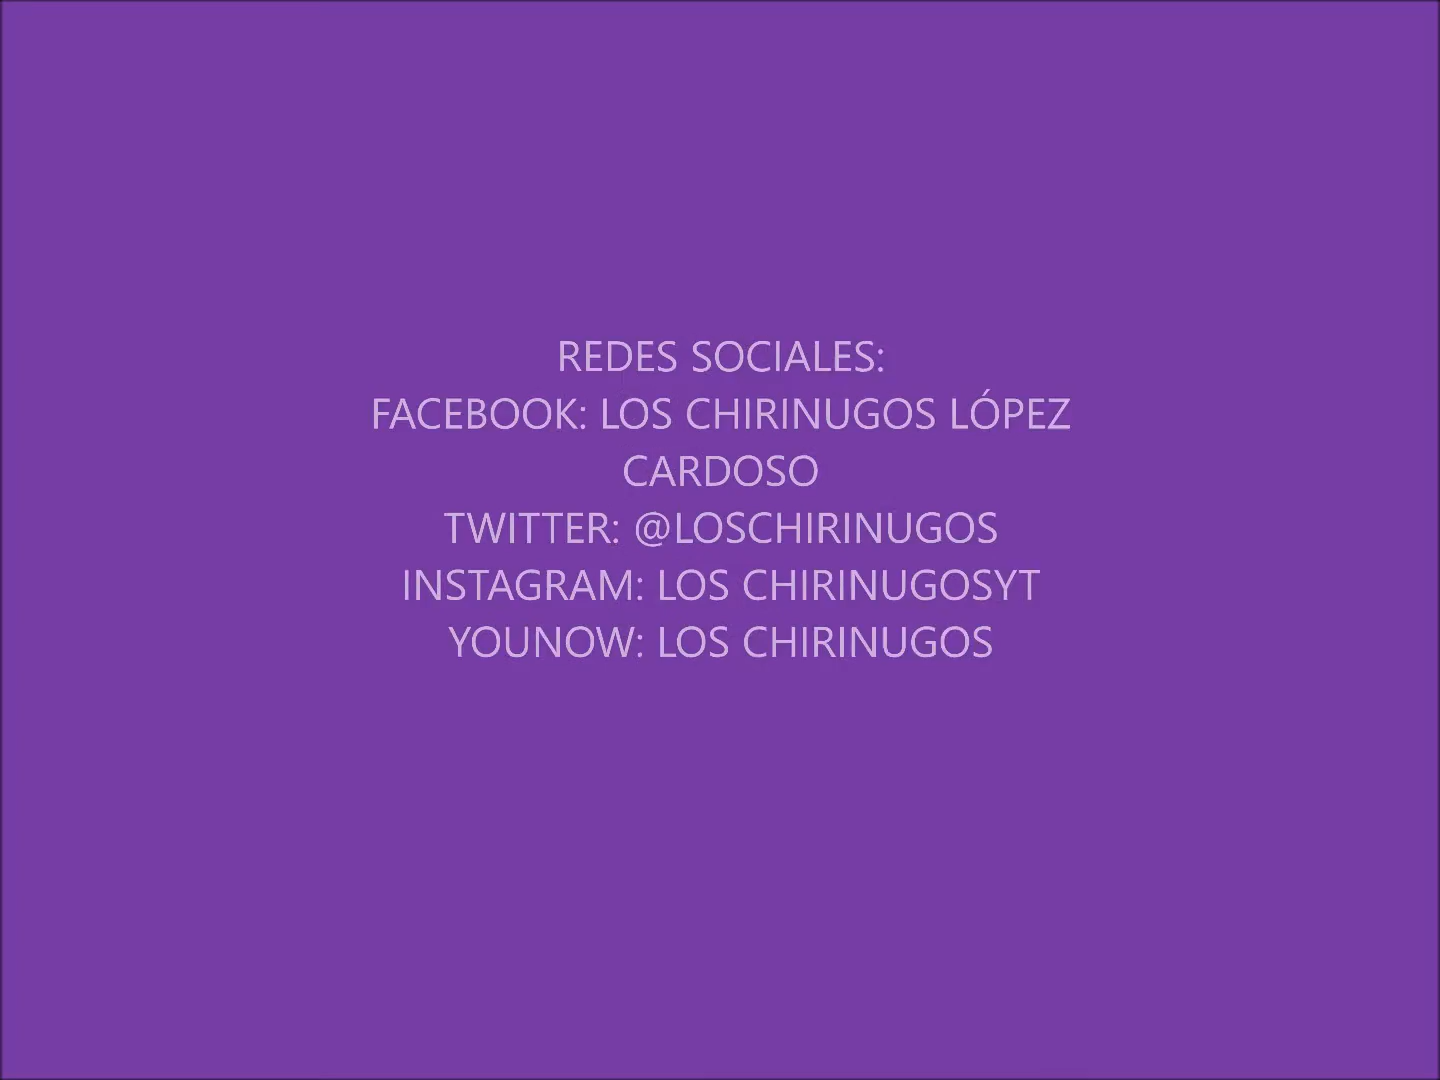 REDES SOCIALES:
FACEBOOK: LOS CHIRINUGOS LÓPEZ
CARDOSO
TWITTER: @LOSCHIRINUGOS
INSTAGRAM: LOS CHIRINUGOSYT
YOUNOW: LOS CHIRINUGOS